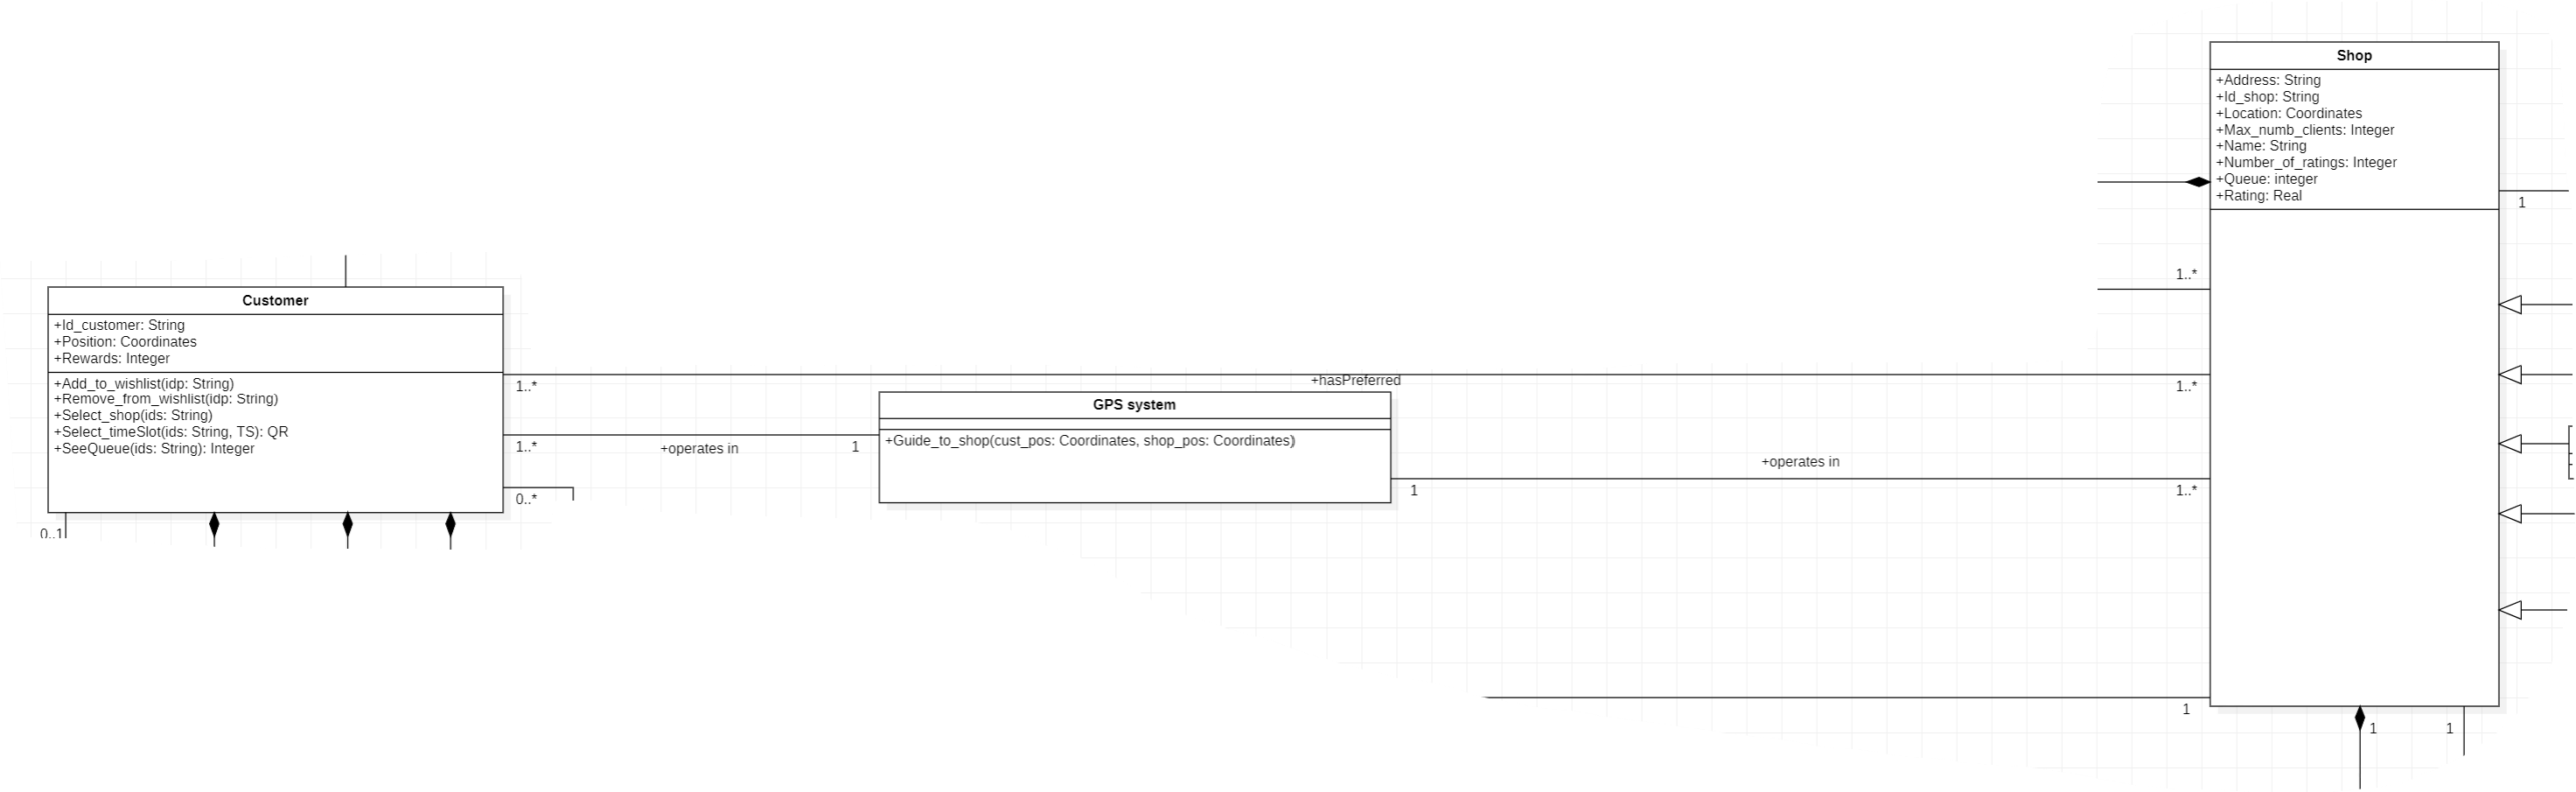 Shop
+Address: String
+Id_shop: String
+Location: Coordinates
+Max_numb_clients: Integer
+Name: String
+Number_of_ratings: Integer
+Queue: integer
+Rating: Real
1
1..*
Customer
+Id_customer: String
+Position: Coordinates
+Rewards: Integer
+Add_to_wishlist(idp: String)
+Remove_from_wishlist(idp: String)
+Select_shop(ids: String)
+Select_timeSlot(ids: String, TS): QR
+SeeQueue(ids: String): Integer
1..*
+hasPreferred
1..*
1..*
+operates in
1
0..*
0..1
GPS system
+Guide_to_shop(cust_pos: Coordinates, shop_pos: Coordinates)
+operates in
1
1..*
1
1
1